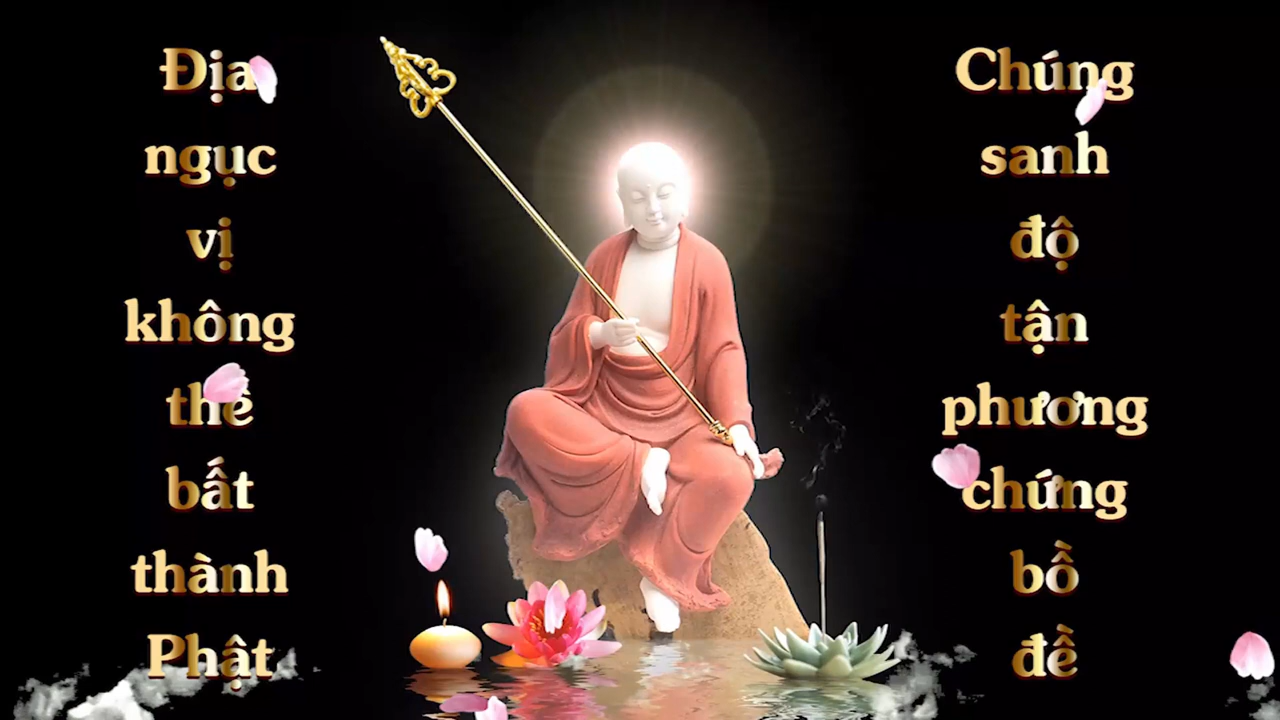 Địa
ngục
vị
không
thề
bất
thành
Phật
Chúng
sanh
độ
tận
phương
chứng
bồ
đề